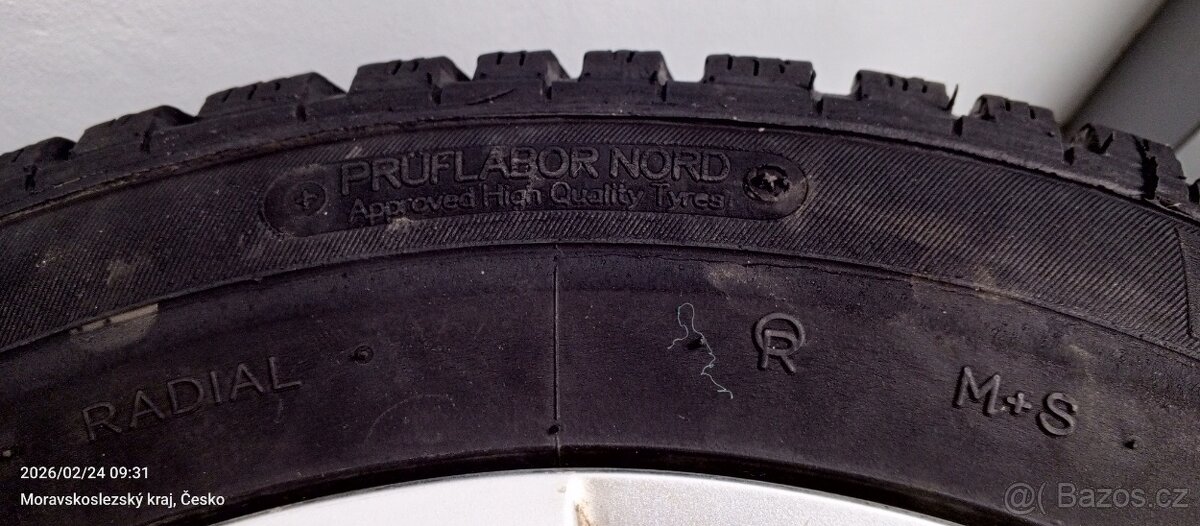 PRÜFLABOR NORD
Approved High Quality Tyres
RADIAL
R
M+S
2026/02/24 09:31
Moravskoslezský kraj, Česko
@( Bazos.cz